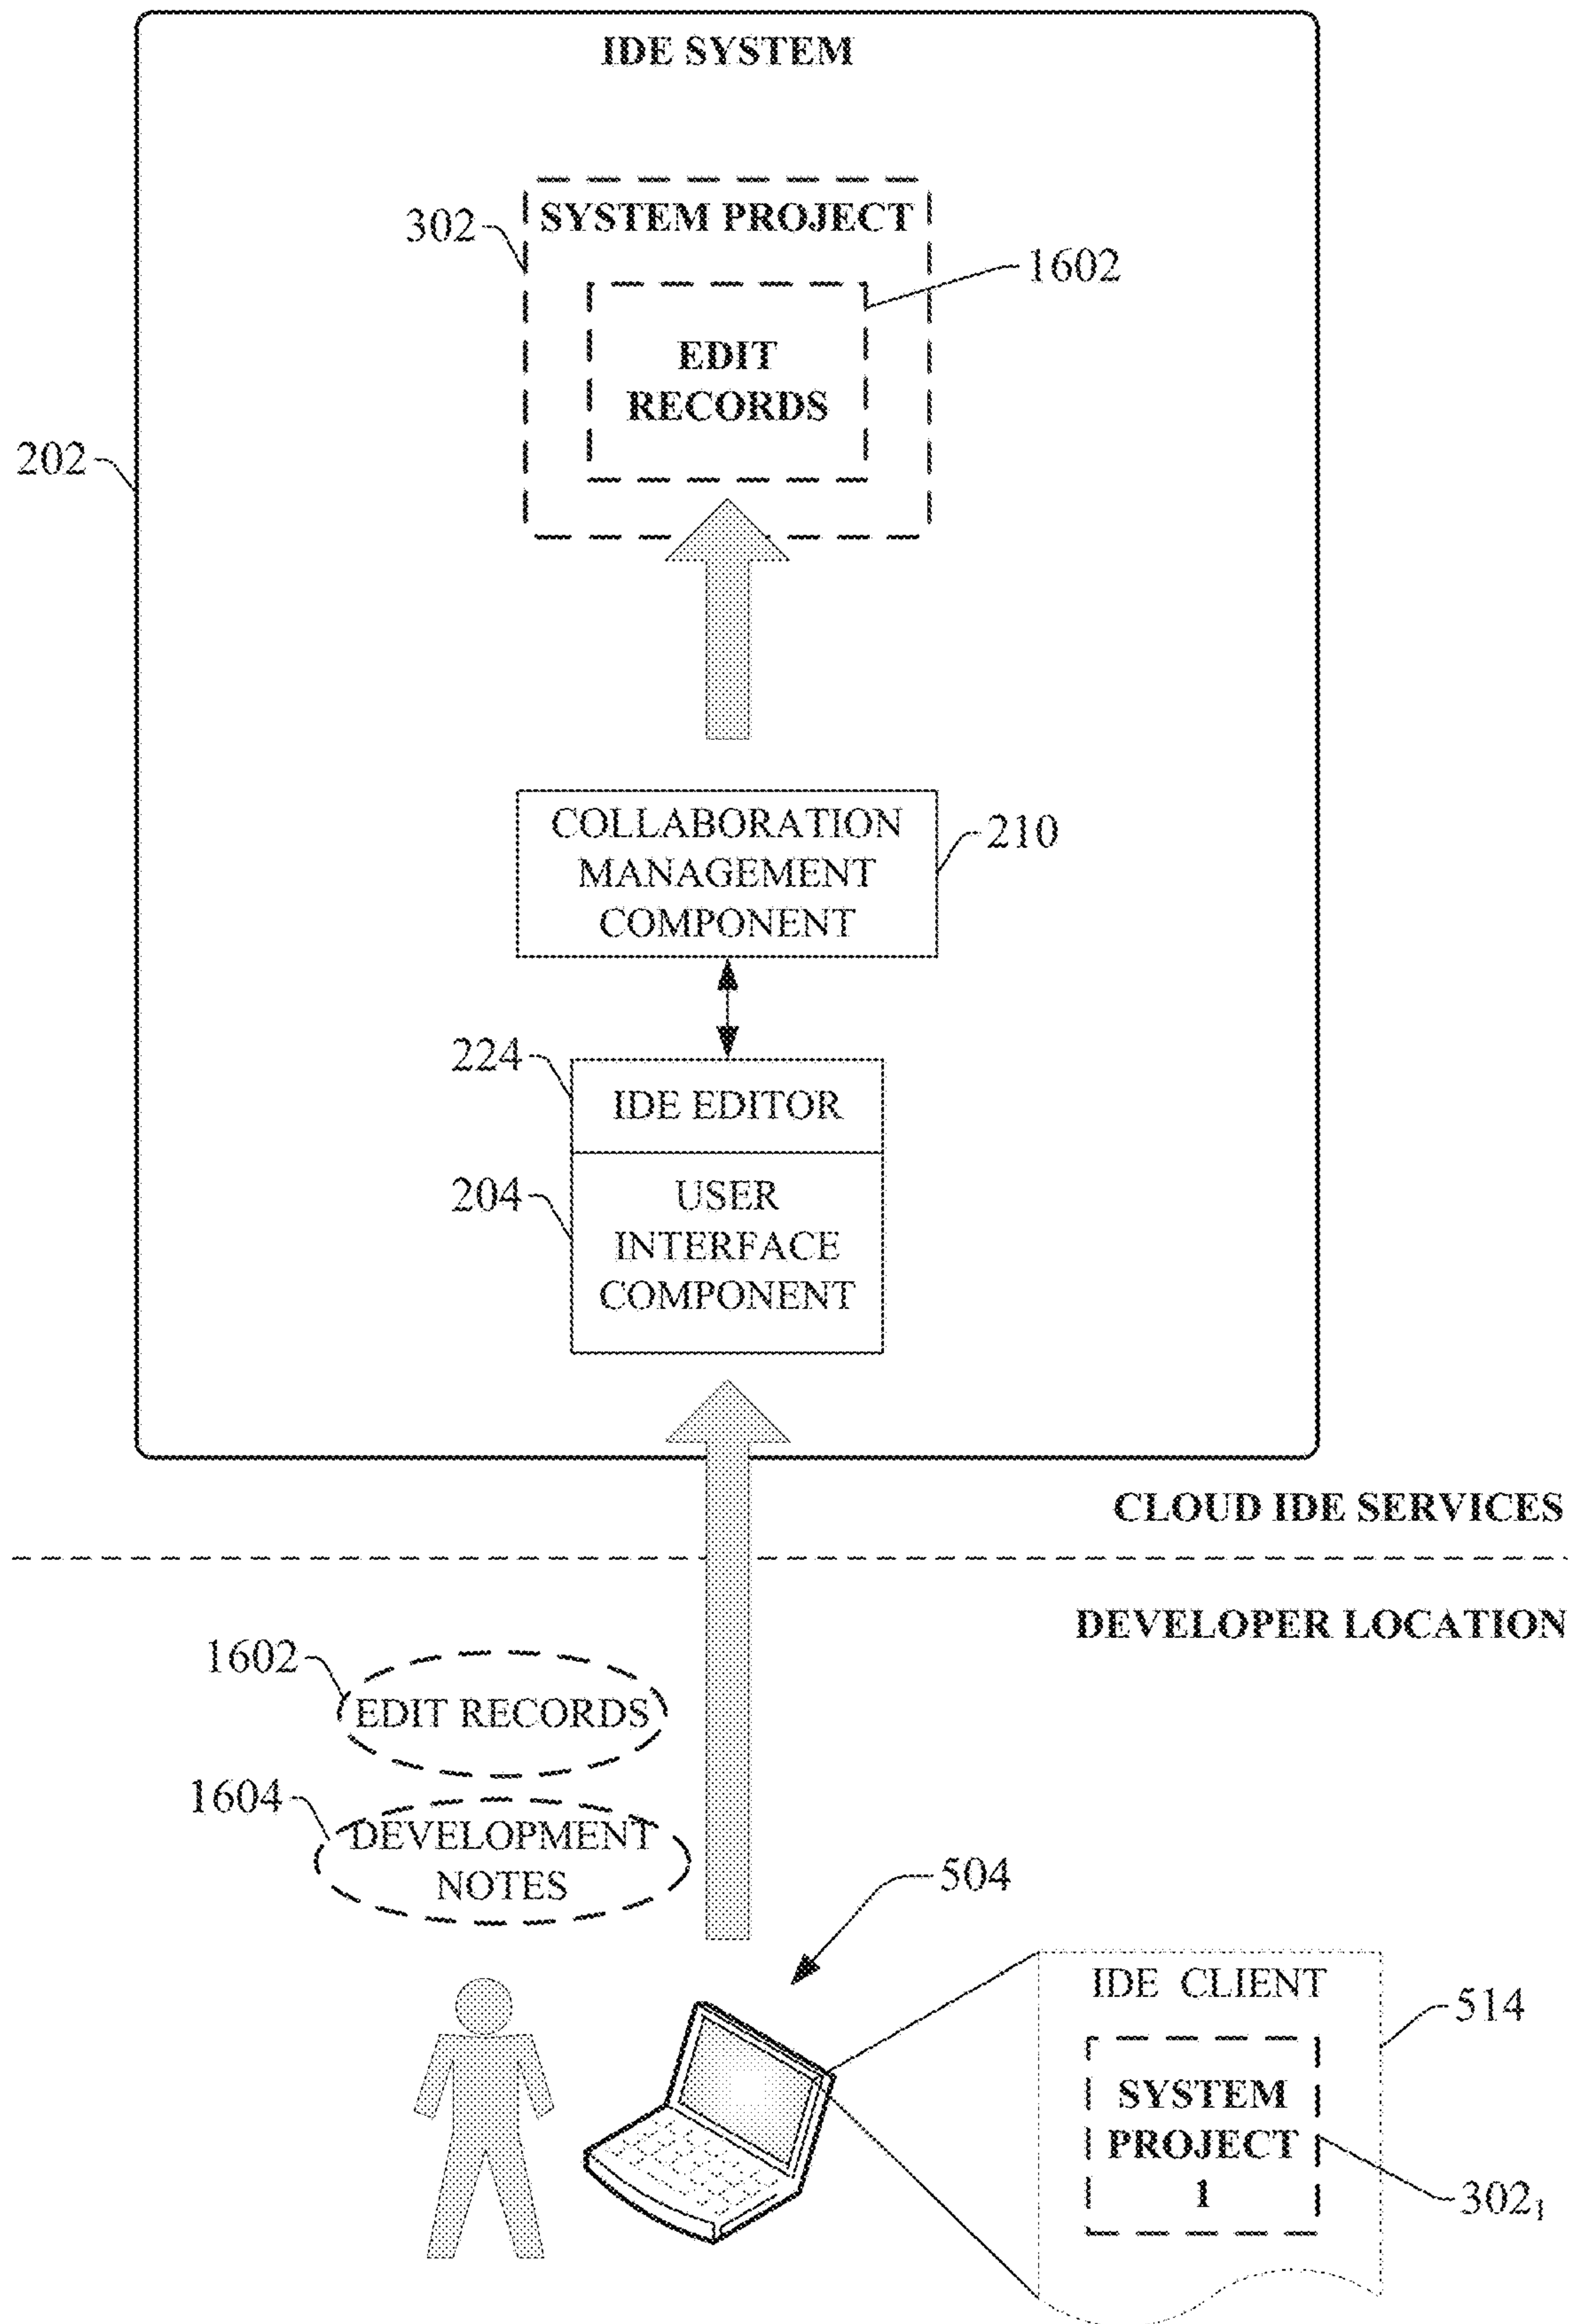 IDE SYSTEM
302
SYSTEM PROJECT
1602
EDIT
RECORDS
202
COLLABORATION
MANAGEMENT
COMPONENT
210
224
IDE EDITOR
204
USER
INTERFACE
COMPONENT
CLOUD IDE SERVICES
DEVELOPER LOCATION
1602
EDIT RECORDS
1604
DEVELOPMENT
NOTES
504
IDE CLIENT
514
SYSTEM
PROJECT
1
302₁